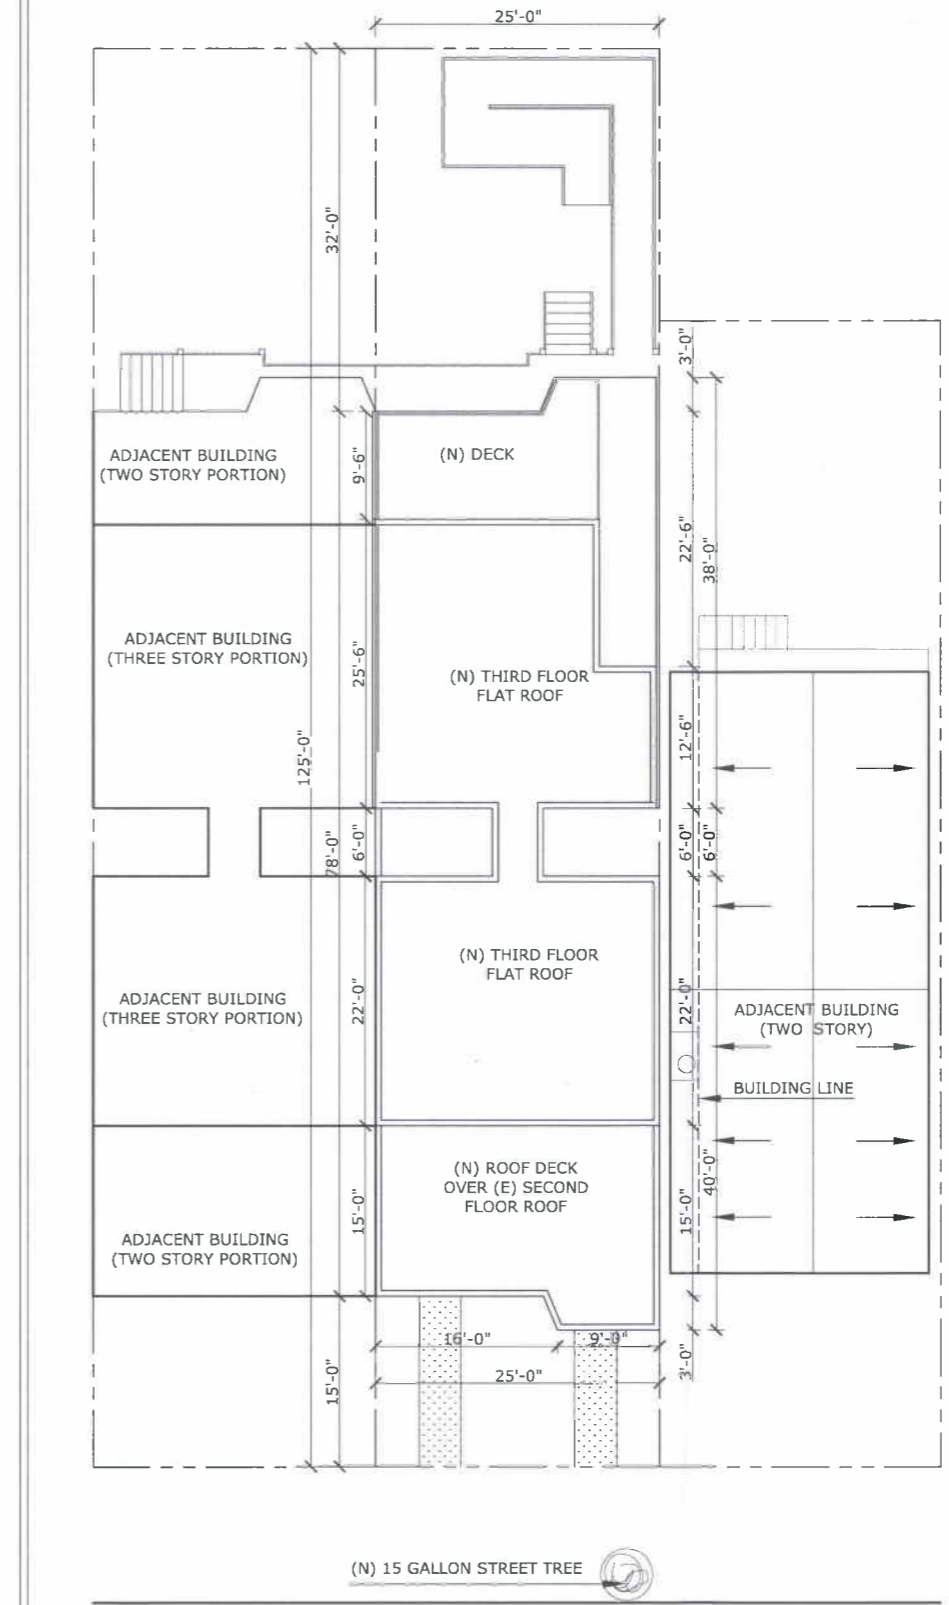 25'-0"
32'-0"
3'-0"
ADJACENT BUILDING
(TWO STORY PORTION)
9'-6"
(N) DECK
22'-6"
38'-0"
ADJACENT BUILDING
(THREE STORY PORTION)
25'-6"
(N) THIRD FLOOR
FLAT ROOF
12'-6"
125'-0"
78'-0"
6'-0"
6'-0"
6'-0"
(N) THIRD FLOOR
FLAT ROOF
ADJACENT BUILDING
(THREE STORY PORTION)
22'-0"
22'-0"
ADJACENT BUILDING
(TWO STORY)
BUILDING LINE
(N) ROOF DECK
OVER (E) SECOND
FLOOR ROOF
15'-0"
15'-0"
40'-0"
ADJACENT BUILDING
(TWO STORY PORTION)
16'-0"
9'-0"
3'-0"
25'-0"
15'-0"
(N) 15 GALLON STREET TREE